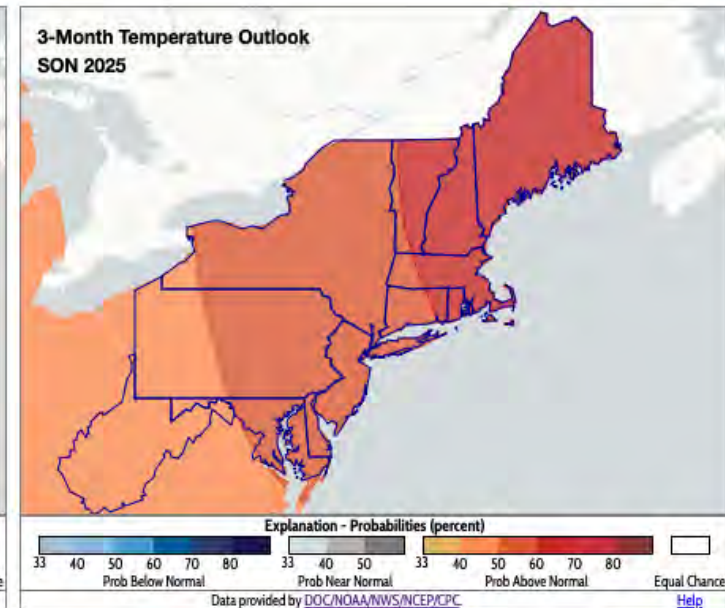 3-Month Temperature Outlook
SON 2025
Explanation - Probabilities (percent)
33 40 50 60 70 80 33 40 50 33 40 50 60 70 80
Prob Below Normal Prob Near Normal Prob Above Normal Equal Chance
Data provided by DOC/NOAA/NWS/NCEP/CPC Help